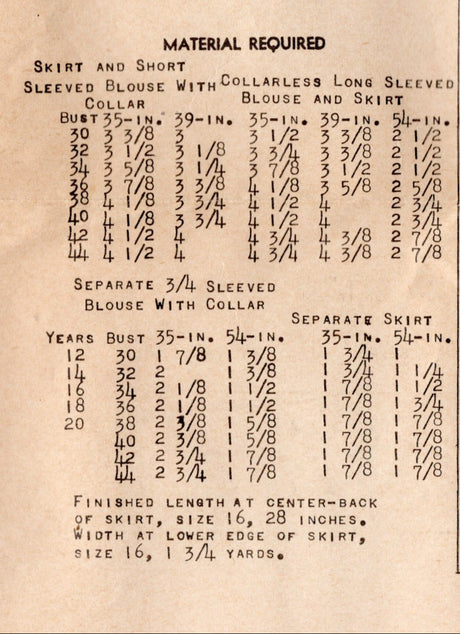 MATERIAL REQUIRED
SKIRT AND SHORT
SLEEVED BLOUSE WITH COLLAR
COLLARLESS LONG SLEEVED
BLOUSE AND SKIRT
BUST 35-IN. 39-IN. 35-IN. 39-IN. 54-IN.
30 3 3/8 3 3 1/2 3 3/8 2 1/2
32 3 1/2 3 1/8 3 3/4 3 3/8 2 1/2
34 3 5/8 3 1/4 3 7/8 3 1/2 2 1/2
36 3 7/8 3 3/8 4 1/8 3 5/8 2 5/8
38 4 1/8 3 3/4 4 1/2 4 2 3/4
40 4 1/8 3 3/4 4 1/2 4 2 3/4
42 4 1/2 4 4 3/4 4 3/8 2 7/8
44 4 1/2 4 4 3/4 4 3/8 2 7/8
SEPARATE 3/4 SLEEVED
BLOUSE WITH COLLAR
SEPARATE SKIRT
YEARS BUST 35-IN. 54-IN. 35-IN. 54-IN.
12 30 1 7/8 1 3/8 1 3/4 1
14 32 2 1 3/8 1 3/4 1 1/4
16 34 2 1/8 1 1/2 1 7/8 1 1/2
18 36 2 1/8 1 1/2 1 7/8 1 3/4
20 38 2 3/8 1 5/8 1 7/8 1 7/8
40 2 3/8 1 5/8 1 7/8 1 7/8
42 2 3/4 1 7/8 1 7/8 1 7/8
44 2 3/4 1 7/8 1 7/8 1 7/8
FINISHED LENGTH AT CENTER-BACK
OF SKIRT, SIZE 16, 28 INCHES.
WIDTH AT LOWER EDGE OF SKIRT,
SIZE 16, 1 3/4 YARDS.